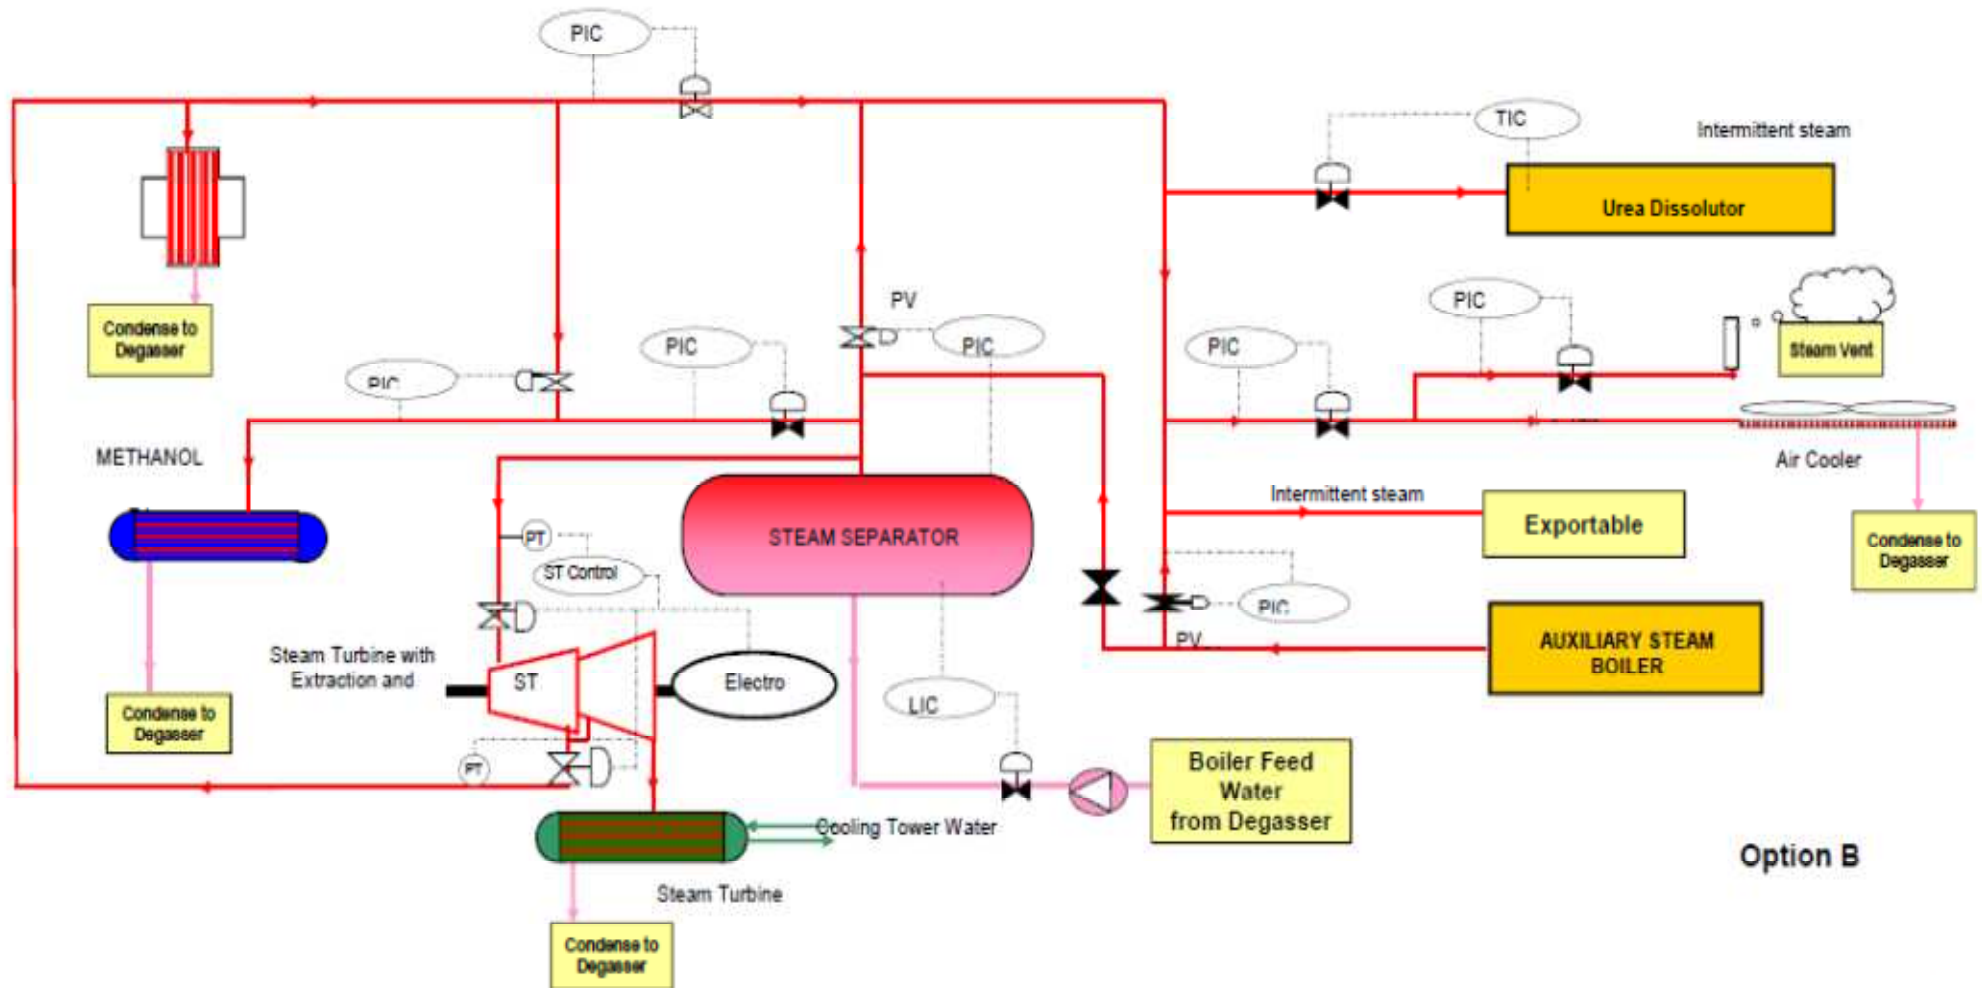 PIC
TIC
Intermittent steam
Urea Dissolutor
PIC
PV
PIC
PIC
PIC
Steam Vent
Condense to
Degasser
PIC
METHANOL
Air Cooler
Intermittent steam
Exportable
STEAM SEPARATOR
PT
ST Control
Condense to
Degasser
PIC
PV
AUXILIARY STEAM
BOILER
Steam Turbine with
Extraction and
ST
Electro
LIC
Condense to
Degasser
PT
Boiler Feed
Water
from Degasser
Cooling Tower Water
Option B
Steam Turbine
Condense to
Degasser